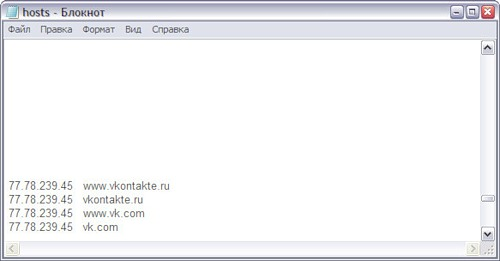 hosts - Блокнот
Файл Правка Формат Вид Справка
77.78.239.45 www.vkontakte.ru
77.78.239.45 vkontakte.ru
77.78.239.45 www.vk.com
77.78.239.45 vk.com